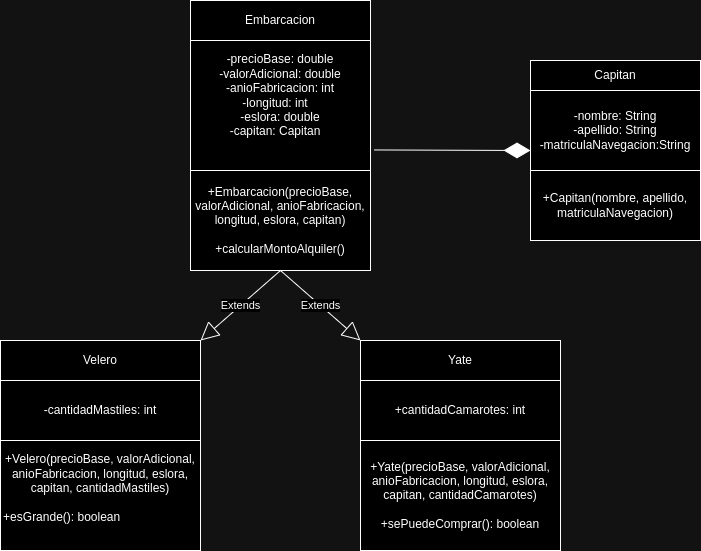 Embarcacion
-precioBase: double
-valorAdicional: double
-anioFabricacion: int
-longitud: int
-eslora: double
-capitan: Capitan
+Embarcacion(precioBase,
valorAdicional, anioFabricacion,
longitud, eslora, capitan)
+calcularMontoAlquiler()
Capitan
-nombre: String
-apellido: String
-matriculaNavegacion:String
+Capitan(nombre, apellido,
matriculaNavegacion)
Extends
Extends
Velero
-cantidadMastiles: int
+Velero(precioBase, valorAdicional,
anioFabricacion, longitud, eslora,
capitan, cantidadMastiles)
+esGrande(): boolean
Yate
+cantidadCamarotes: int
+Yate(precioBase, valorAdicional,
anioFabricacion, longitud, eslora,
capitan, cantidadCamarotes)
+sePuedeComprar(): boolean